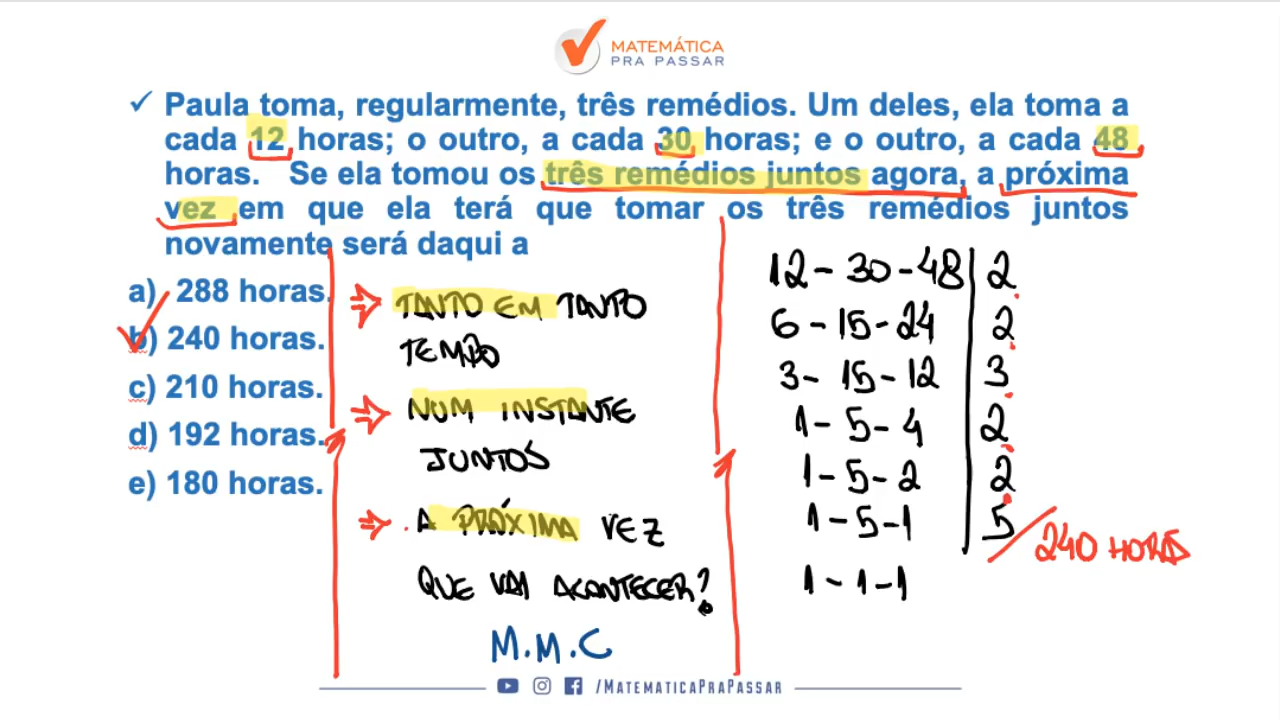 MATEMÁTICA
PRA PASSAR
✓ Paula toma, regularmente, três remédios. Um deles, ela toma a
cada 12 horas; o outro, a cada 30 horas; e o outro, a cada 48
horas. Se ela tomou os três remédios juntos agora, a próxima
vez em que ela terá que tomar os três remédios juntos
novamente será daqui a
a) 288 horas.
b) 240 horas.
c) 210 horas.
d) 192 horas.
e) 180 horas.
⇒ TANTO EM TANTO
TEMPO
⇒ NUM INSTANTE
JUNTOS
⇒ A PRÓXIMA VEZ
QUE VAI ACONTECER?
M.M.C
12 - 30 - 48 | 2
6 - 15 - 24 | 2
3 - 15 - 12 | 3
1 - 5 - 4 | 2
1 - 5 - 2 | 2
1 - 5 - 1 | 5
240 HORAS
1 - 1 - 1
/MATEMATICAPRAPASSAR